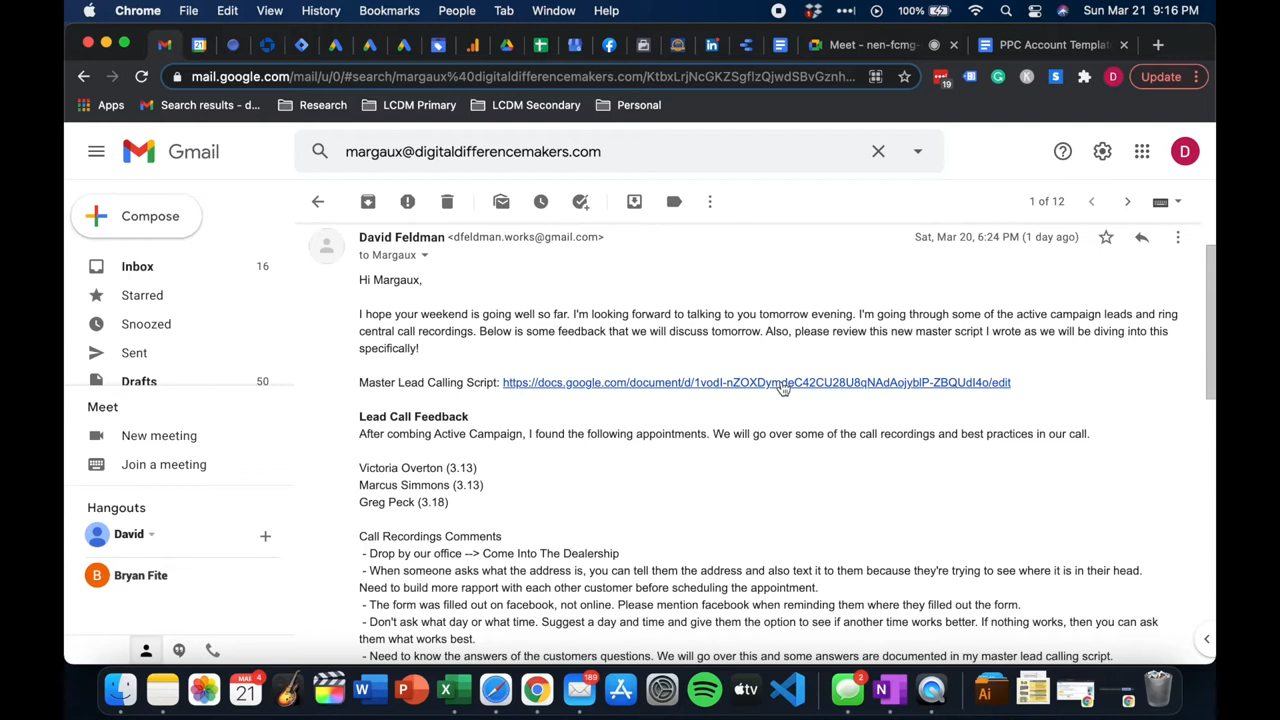 Chrome File Edit View History Bookmarks People Tab Window Help 100% Sun Mar 21 9:16 PM
Meet - nen-fcmg- PPC Account Templat
mail.google.com/mail/u/0/#search/margaux%40digitaldifferencemakers.com/KtbxLrjNcGKZSgflzQjwdSBvGznh... 19 D Update
Apps Search results - d... Research LCDM Primary LCDM Secondary Personal
Gmail margaux@digitaldifferencemakers.com D
Compose 1 of 12
David Feldman <dfeldman.works@gmail.com> Sat, Mar 20, 6:24 PM (1 day ago)
to Margaux
Hi Margaux,
I hope your weekend is going well so far. I'm looking forward to talking to you tomorrow evening. I'm going through some of the active campaign leads and ring
central call recordings. Below is some feedback that we will discuss tomorrow. Also, please review this new master script I wrote as we will be diving into this
specifically!
Master Lead Calling Script: https://docs.google.com/document/d/1vodI-nZOXDymdeC42CU28U8qNAdAojyblP-ZBQUdI4o/edit
Lead Call Feedback
After combing Active Campaign, I found the following appointments. We will go over some of the call recordings and best practices in our call.
Victoria Overton (3.13)
Marcus Simmons (3.13)
Greg Peck (3.18)
Call Recordings Comments
- Drop by our office --> Come Into The Dealership
- When someone asks what the address is, you can tell them the address and also text it to them because they're trying to see where it is in their head.
Need to build more rapport with each other customer before scheduling the appointment.
- The form was filled out on facebook, not online. Please mention facebook when reminding them where they filled out the form.
- Don't ask what day or what time. Suggest a day and time and give them the option to see if another time works better. If nothing works, then you can ask
them what works best.
- Need to know the answers of the customers questions. We will go over this and some answers are documented in my master lead calling script.
Inbox 16
Starred
Snoozed
Sent
Drafts 50
Meet
New meeting
Join a meeting
Hangouts
David
B Bryan Fite
MAR 21 4 189 tv 2 Ai